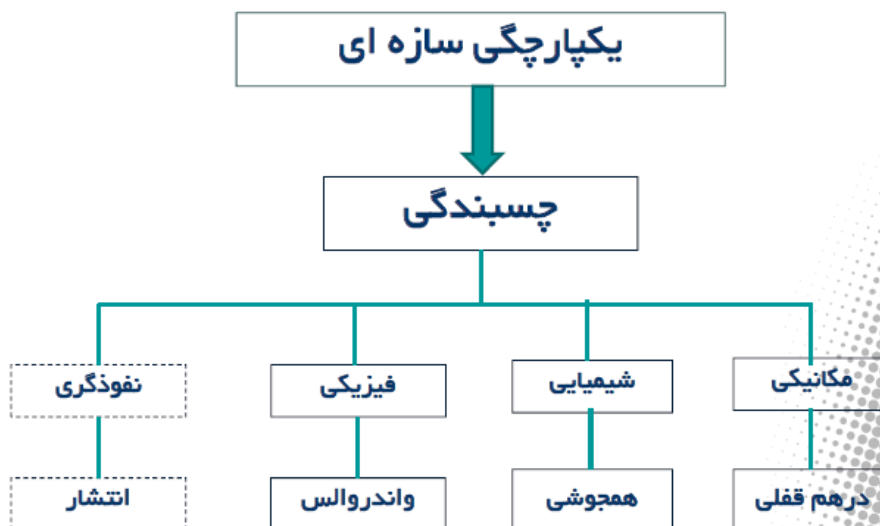 یکپارچگی سازه ای
چسبندگی
مکانیکی
شیمیایی
فیزیکی
نفوذگری
درهم قفلی
همجوشی
واندروالس
انتشار